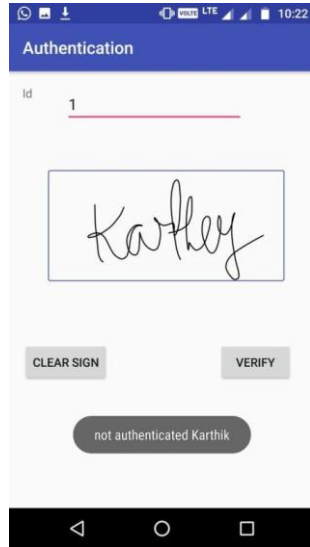 VOLTE LTE 10:22
Authentication
Id
1
Karthey
CLEAR SIGN VERIFY
not authenticated Karthik